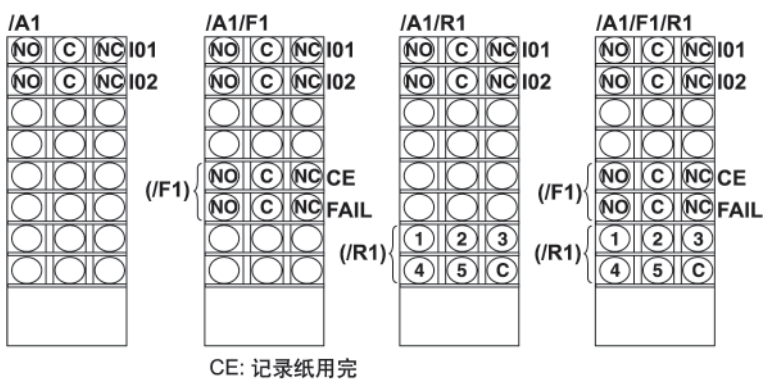 /A1 /A1/F1 /A1/R1 /A1/F1/R1
NO C NC I01 NO C NC I01 NO C NC I01 NO C NC I01
NO C NC I02 NO C NC I02 NO C NC I02 NO C NC I02
(/F1) NO C NC CE (/F1) NO C NC CE
NO C NC FAIL NO C NC FAIL
(/R1) 1 2 3 (/R1) 1 2 3
4 5 C 4 5 C
CE: 记录纸用完